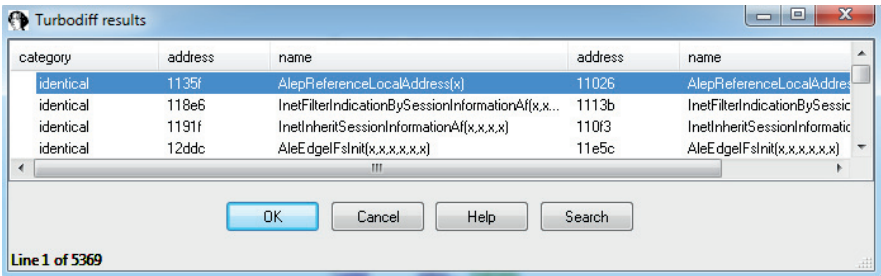 Turbodiff results
category address name address name
identical 1135f AlepReferenceLocalAddress(x) 11026 AlepReferenceLocalAddres
identical 118e6 InetFilterIndicationBySessionInformationAf(x,x... 1113b InetFilterIndicationBySessic
identical 1191f InetInheritSessionInformationAf(x,x,x,x) 110f3 InetInheritSessionInformatic
identical 12ddc AleEdgeIFsInit(x,x,x,x,x,x) 11e5c AleEdgeIFsInit(x,x,x,x,x,x)
OK Cancel Help Search
Line 1 of 5369